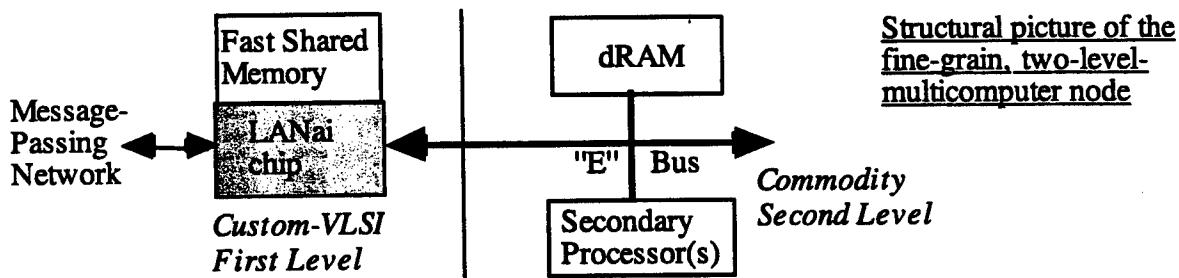 Structural picture of the
fine-grain, two-level-
multicomputer node
Message-
Passing
Network
Fast Shared
Memory
LANai
chip
Custom-VLSI
First Level
dRAM
"E" Bus
Secondary
Processor(s)
Commodity
Second Level